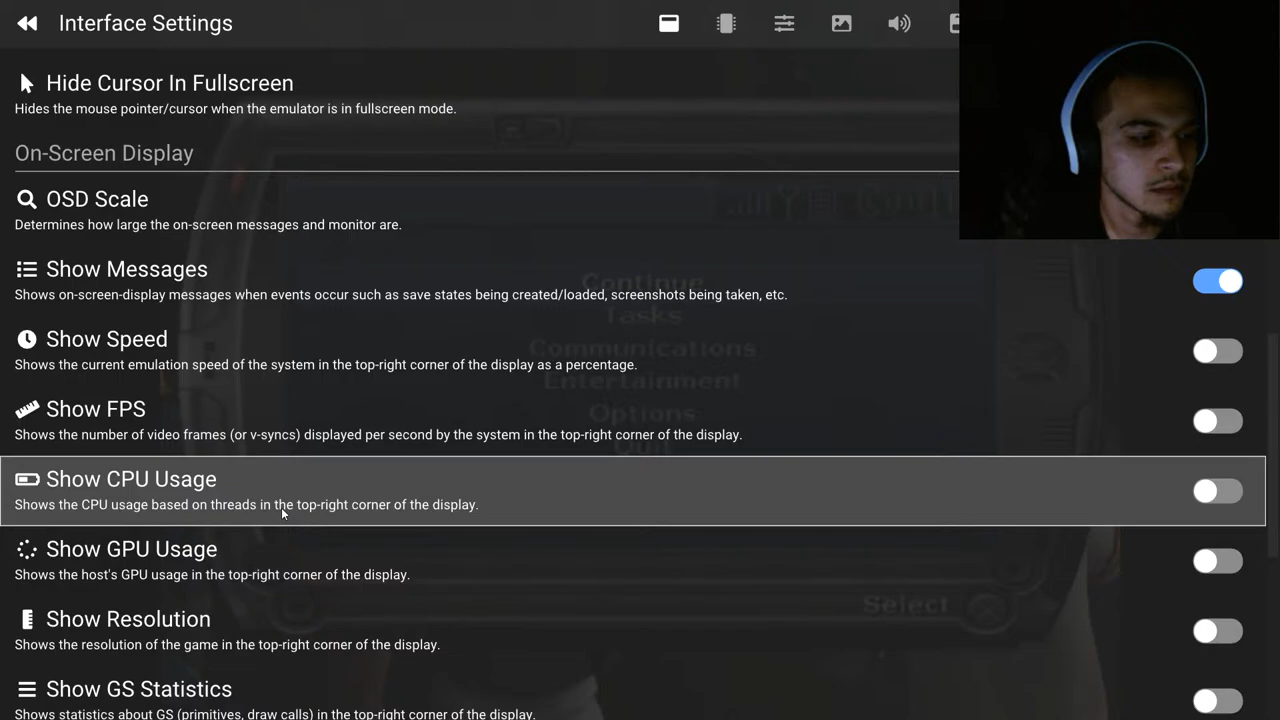 Interface Settings
Hide Cursor In Fullscreen
Hides the mouse pointer/cursor when the emulator is in fullscreen mode.
On-Screen Display
OSD Scale
Determines how large the on-screen messages and monitor are.
Show Messages
Shows on-screen-display messages when events occur such as save states being created/loaded, screenshots being taken, etc.
Continue
Tasks
Show Speed
Communications
Shows the current emulation speed of the system in the top-right corner of the display as a percentage.
Entertainment
Show FPS
Options
Shows the number of video frames (or v-syncs) displayed per second by the system in the top-right corner of the display.
Quit
Show CPU Usage
Shows the CPU usage based on threads in the top-right corner of the display.
Show GPU Usage
Shows the host's GPU usage in the top-right corner of the display.
Select
Show Resolution
Shows the resolution of the game in the top-right corner of the display.
Show GS Statistics
Shows statistics about GS (primitives, draw calls) in the top-right corner of the display.